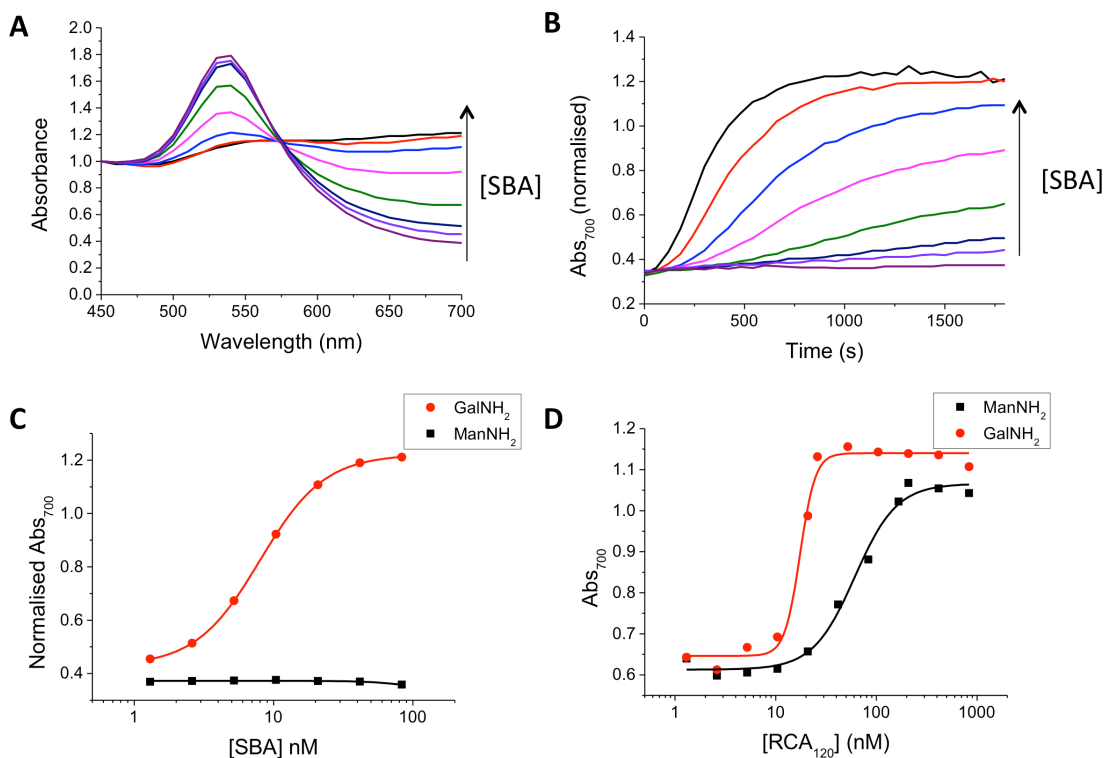 A
Absorbance
2.0
1.8
1.6
1.4
1.2
1.0
0.8
0.6
0.4
0.2
0.0
450
500
550
600
650
700
Wavelength (nm)
[SBA]
B
Abs700 (normalised)
1.4
1.2
1.0
0.8
0.6
0.4
0.2
0
500
1000
1500
Time (s)
[SBA]
C
GalNH2
ManNH2
Normalised Abs700
1.2
1.0
0.8
0.6
0.4
1
10
100
[SBA] nM
D
ManNH2
GalNH2
Abs700
1.2
1.1
1.0
0.9
0.8
0.7
0.6
1
10
100
1000
[RCA120] (nM)